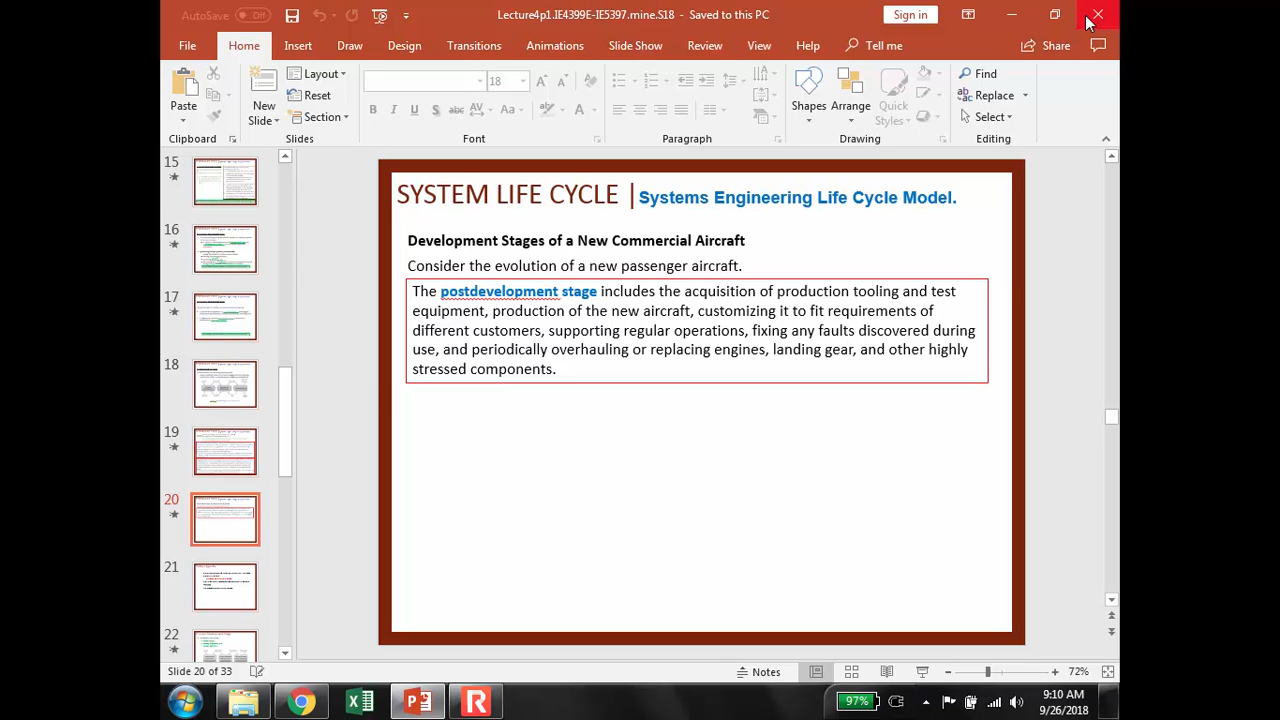 AutoSave Off
Lecture4p1.IE4399E-IE5397.mine.S18 - Saved to this PC
Sign in
File Home Insert Draw Design Transitions Animations Slide Show Review View Help Tell me Share
Paste
New
Slide
Layout
Reset
Section
18
B I U S abc AV Aa A
Shapes
Arrange
Quick
Styles
Find
Replace
Select
Clipboard Slides Font Paragraph Drawing Editing
15
16
17
18
19
20
21
22
SYSTEM LIFE CYCLE | Systems Engineering Life Cycle Model.
Development Stages of a New Commercial Aircraft
Consider the evolution of a new passenger aircraft.
The postdevelopment stage includes the acquisition of production tooling and test
equipment, production of the new aircraft, customizing it to fit requirements of
different customers, supporting regular operations, fixing any faults discovered during
use, and periodically overhauling or replacing engines, landing gear, and other highly
stressed components.
Slide 20 of 33
Notes
72%
97%
9:10 AM
9/26/2018